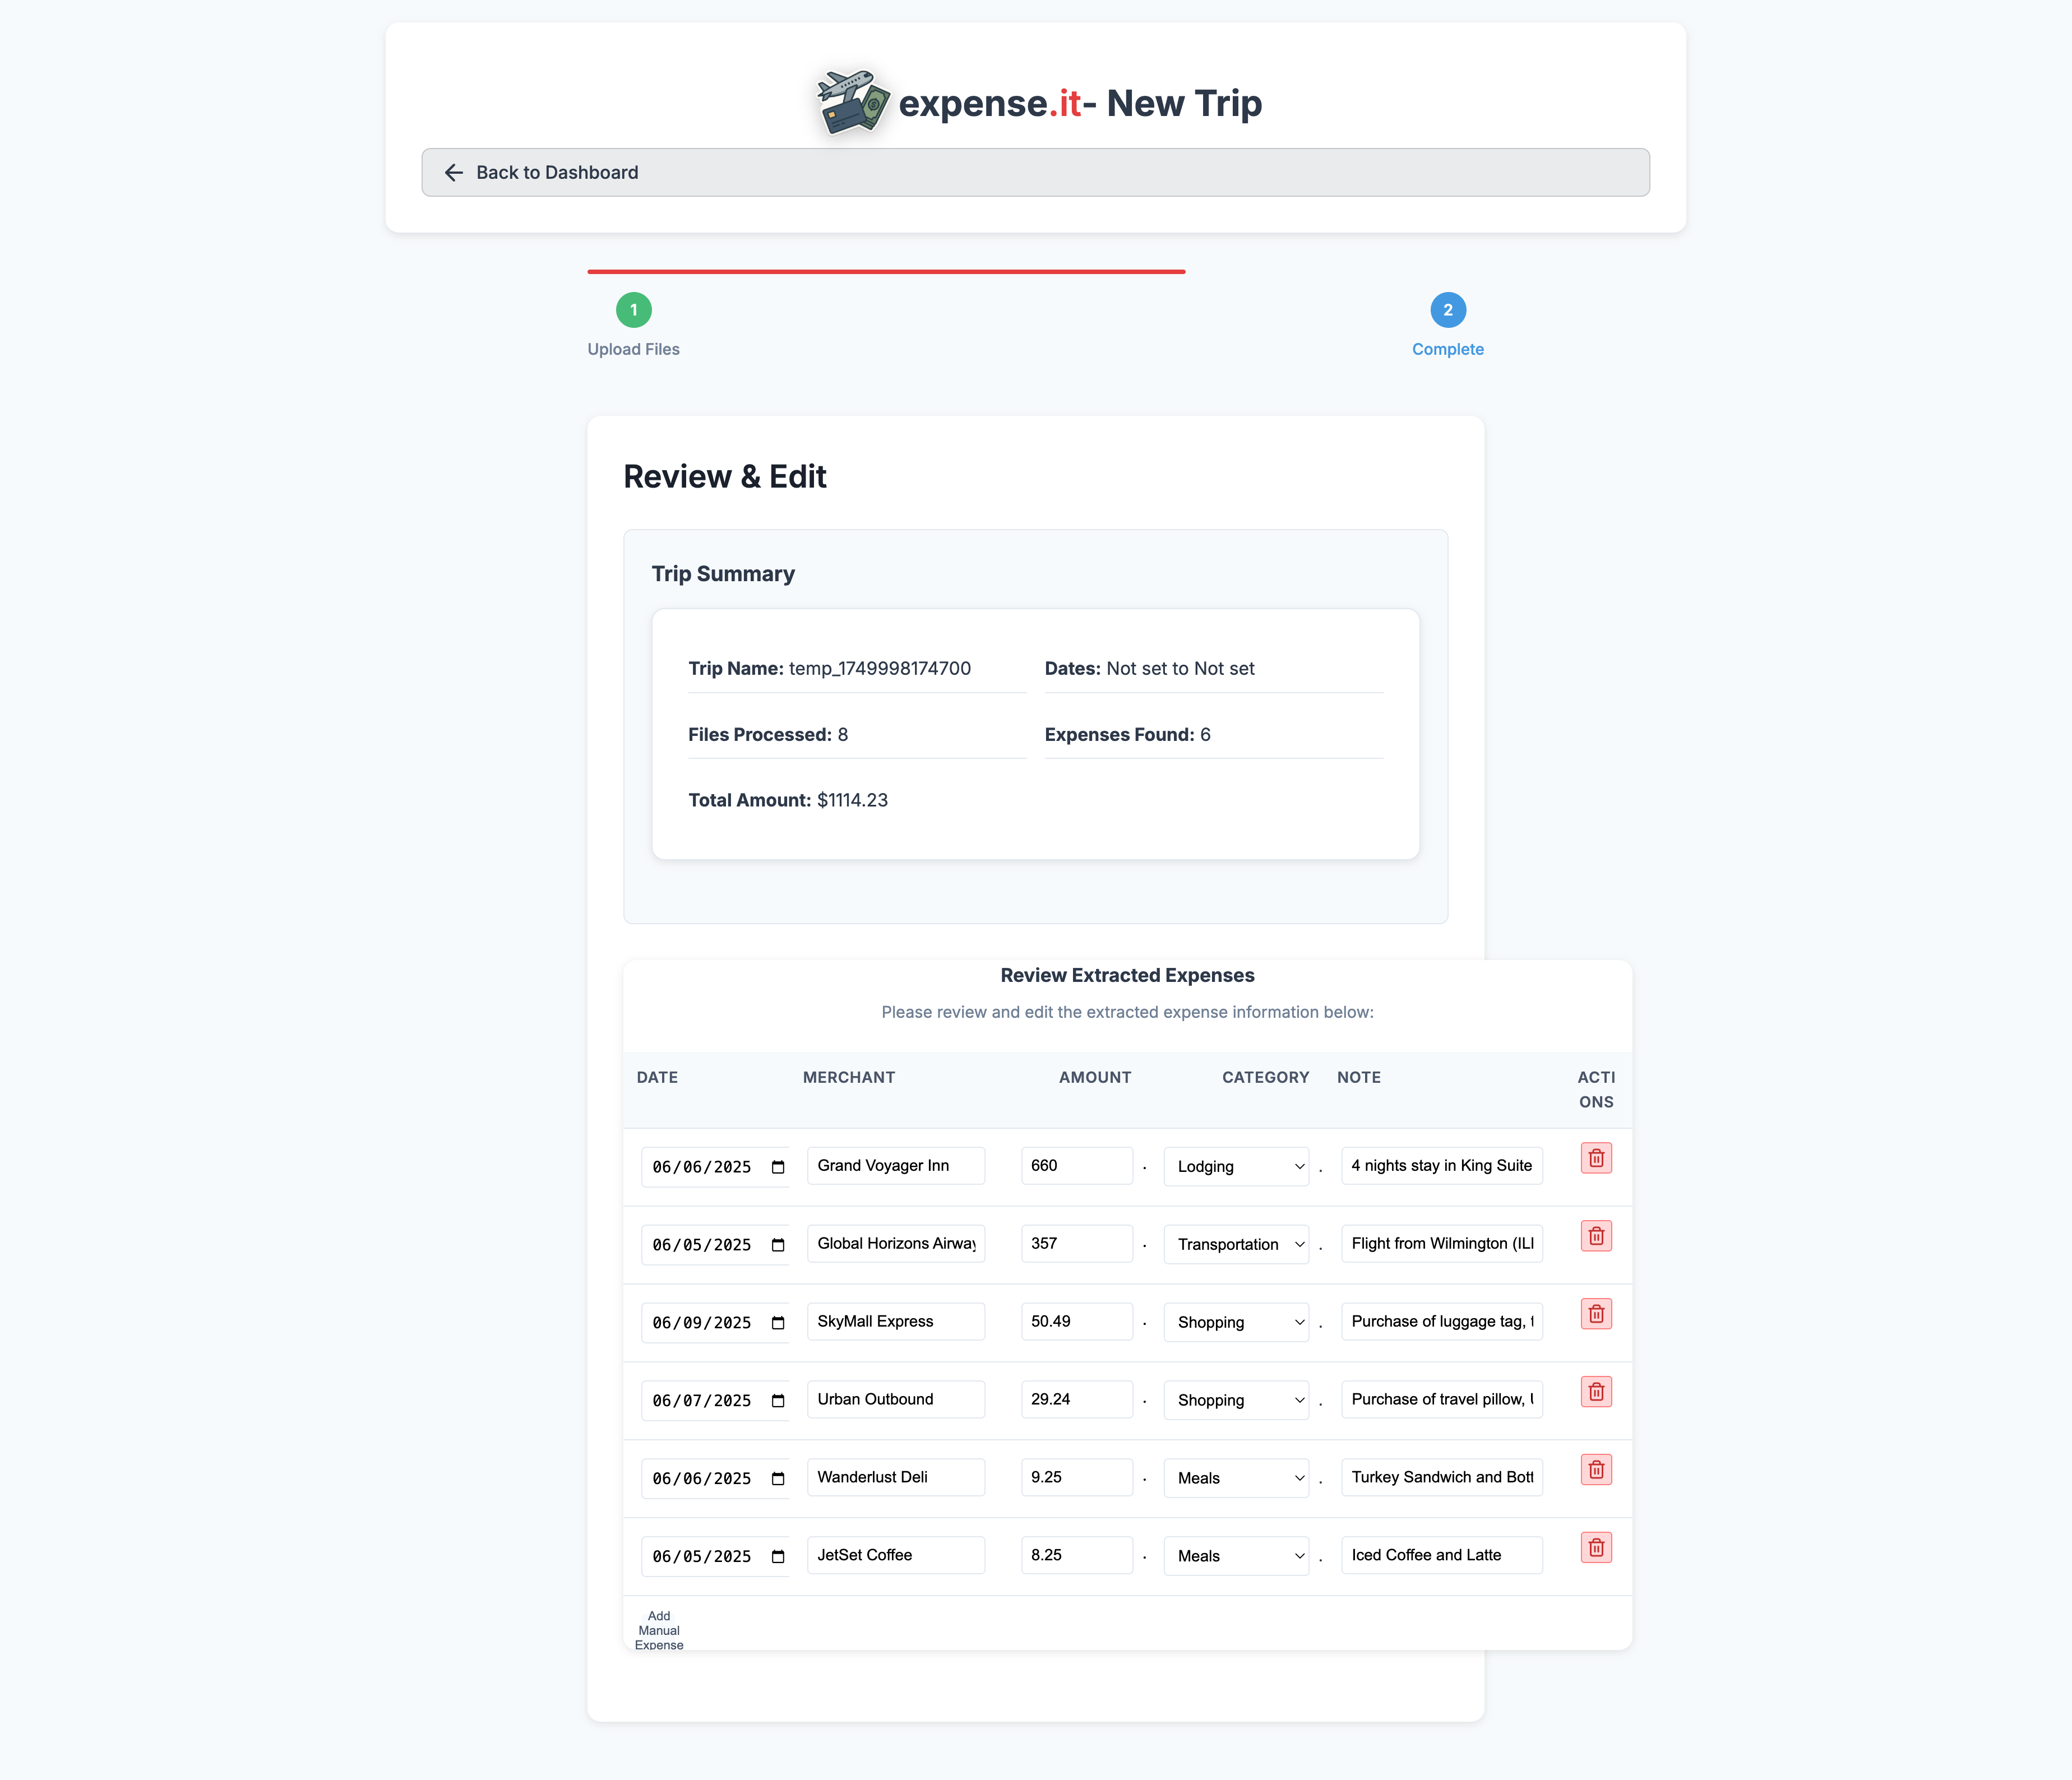 expense.it- New Trip
Back to Dashboard
1
2
Upload Files
Complete
Review & Edit
Trip Summary
Trip Name: temp_1749998174700
Dates: Not set to Not set
Files Processed: 8
Expenses Found: 6
Total Amount: $1114.23
Review Extracted Expenses
Please review and edit the extracted expense information below:
DATE MERCHANT AMOUNT CATEGORY NOTE ACTI
ONS
06/06/2025 Grand Voyager Inn 660 . Lodging . 4 nights stay in King Suite
06/05/2025 Global Horizons Airway 357 . Transportation . Flight from Wilmington (ILI
06/09/2025 SkyMall Express 50.49 . Shopping . Purchase of luggage tag, t
06/07/2025 Urban Outbound 29.24 . Shopping . Purchase of travel pillow, U
06/06/2025 Wanderlust Deli 9.25 . Meals . Turkey Sandwich and Bott
06/05/2025 JetSet Coffee 8.25 . Meals . Iced Coffee and Latte
Add
Manual
Expense